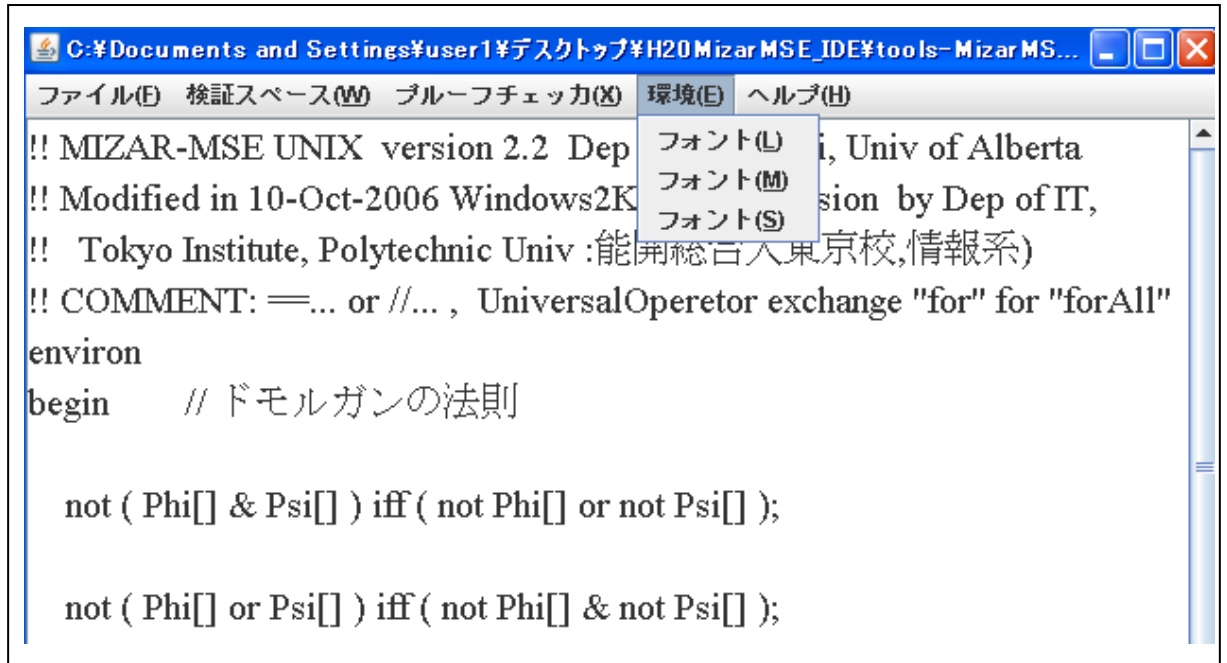 C:¥Documents and Settings¥user1¥デスクトップ¥H20MizarMSE_IDE¥tools-MizarMS...
ファイル(F) 検証スペース(W) プルーフチェッカ(X) 環境(E) ヘルプ(H)
フォント(L)
フォント(M)
フォント(S)
!! MIZAR-MSE UNIX version 2.2 Dep i, Univ of Alberta
!! Modified in 10-Oct-2006 Windows2K sion by Dep of IT,
!! Tokyo Institute, Polytechnic Univ :能開総合大東京校,情報系)
!! COMMENT: ==... or //... , UniversalOperetor exchange "for" for "forAll"
environ
begin // ドモルガンの法則
not ( Phi[] & Psi[] ) iff ( not Phi[] or not Psi[] );
not ( Phi[] or Psi[] ) iff ( not Phi[] & not Psi[] );